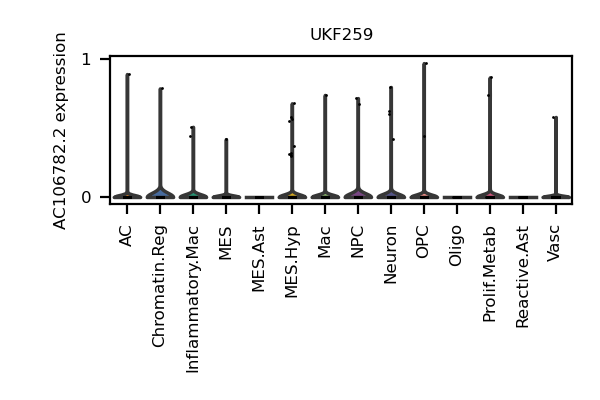 UKF259
AC106782.2 expression
1
0
AC
Chromatin.Reg
Inflammatory.Mac
MES
MES.Ast
MES.Hyp
Mac
NPC
Neuron
OPC
Oligo
Prolif.Metab
Reactive.Ast
Vasc